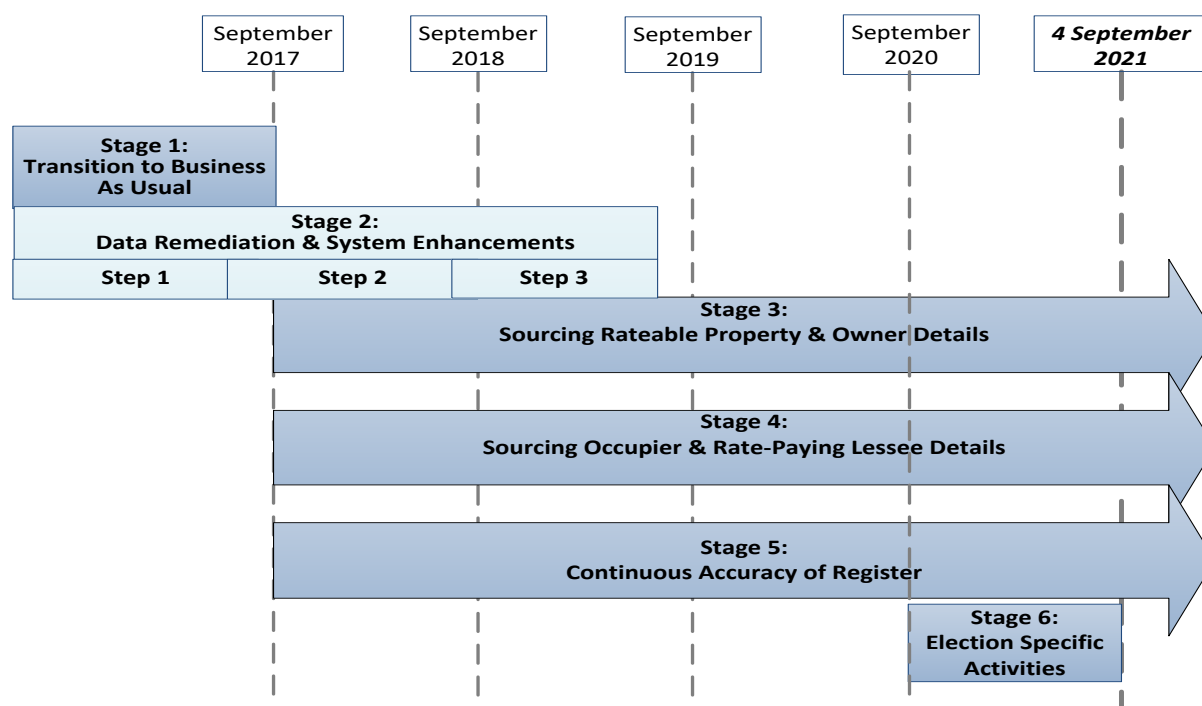 September
2017
September
2018
September
2019
September
2020
4 September
2021
Stage 1:
Transition to Business
As Usual
Stage 2:
Data Remediation & System Enhancements
Step 1
Step 2
Step 3
Stage 3:
Sourcing Rateable Property & Owner Details
Stage 4:
Sourcing Occupier & Rate-Paying Lessee Details
Stage 5:
Continuous Accuracy of Register
Stage 6:
Election Specific
Activities